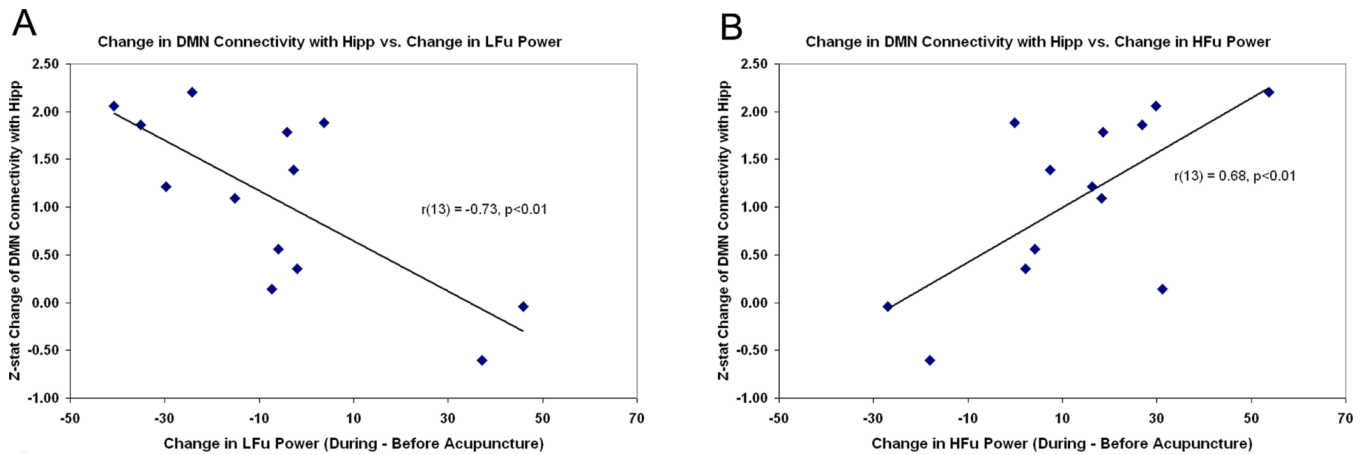 A
Change in DMN Connectivity with Hipp vs. Change in LFu Power
Z-stat Change of DMN Connectivity with Hipp
2.50
2.00
1.50
1.00
0.50
0.00
-0.50
-1.00
r(13) = -0.73, p<0.01
-50 -30 -10 10 30 50 70
Change in LFu Power (During - Before Acupuncture)
B
Change in DMN Connectivity with Hipp vs. Change in HFu Power
Z-stat Change of DMN Connectivity with Hipp
2.50
2.00
1.50
1.00
0.50
0.00
-0.50
-1.00
r(13) = 0.68, p<0.01
-50 -30 -10 10 30 50 70
Change in HFu Power (During - Before Acupuncture)